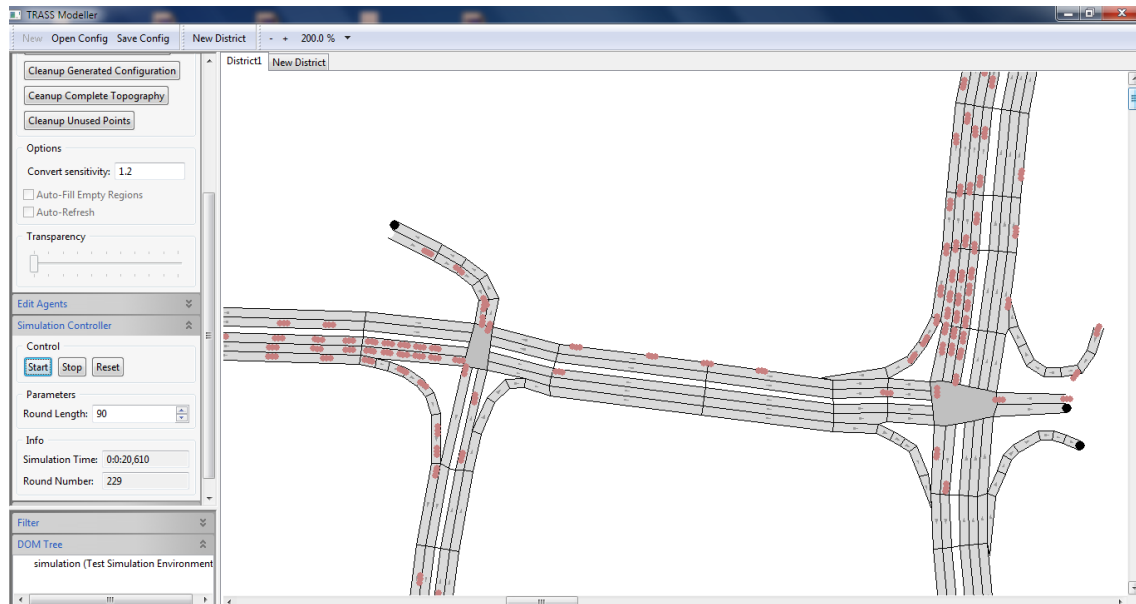 TRASS Modeller
New Open Config Save Config New District - + 200.0 %
District1 New District
Cleanup Generated Configuration
Ceanup Complete Topography
Cleanup Unused Points
Options
Convert sensitivity: 1.2
Auto-Fill Empty Regions
Auto-Refresh
Transparency
Edit Agents
Simulation Controller
Control
Start Stop Reset
Parameters
Round Length: 90
Info
Simulation Time: 0:0:20,610
Round Number: 229
Filter
DOM Tree
simulation (Test Simulation Environment